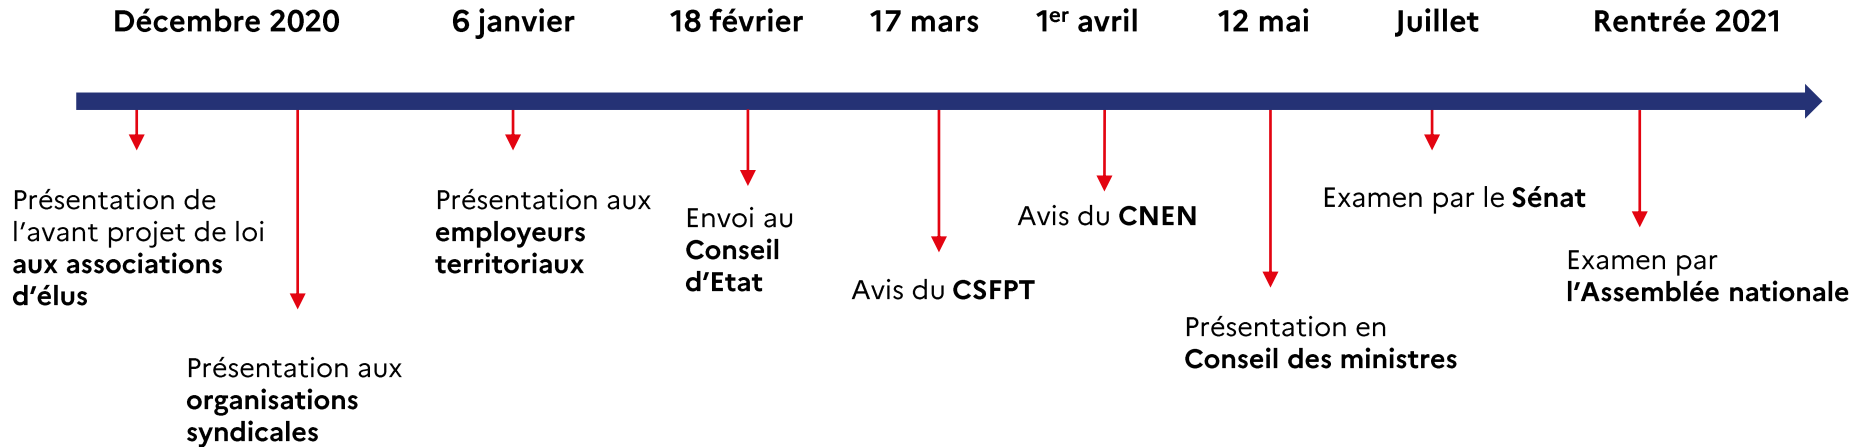 Décembre 2020
6 janvier
18 février
17 mars
1er avril
12 mai
Juillet
Rentrée 2021
Présentation de
l’avant projet de loi
aux associations
d’élus
Présentation aux
organisations
syndicales
Présentation aux
employeurs
territoriaux
Envoi au
Conseil
d’Etat
Avis du CSFPT
Avis du CNEN
Présentation en
Conseil des ministres
Examen par le Sénat
Examen par
l’Assemblée nationale